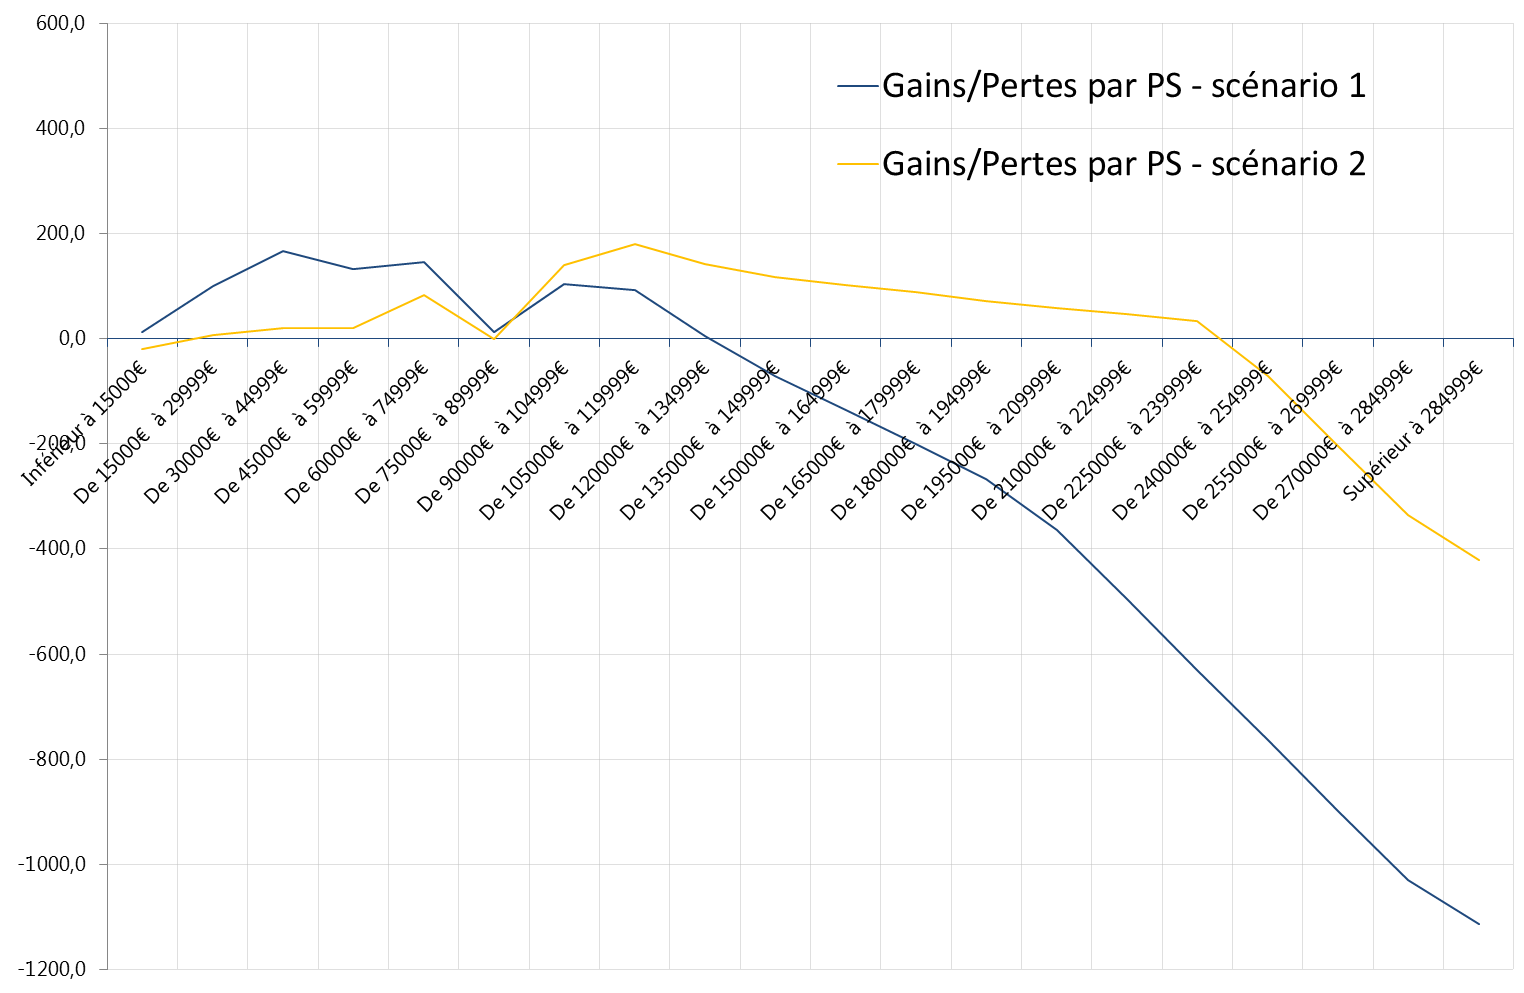 600,0
400,0
200,0
0,0
-200,0
-400,0
-600,0
-800,0
-1000,0
-1200,0
Gains/Pertes par PS - scénario 1
Gains/Pertes par PS - scénario 2
Inférieur à 15000€
De 15000€ à 29999€
De 30000€ à 44999€
De 45000€ à 59999€
De 60000€ à 74999€
De 75000€ à 89999€
De 90000€ à 104999€
De 105000€ à 119999€
De 120000€ à 134999€
De 135000€ à 149999€
De 150000€ à 164999€
De 165000€ à 179999€
De 180000€ à 194999€
De 195000€ à 209999€
De 210000€ à 224999€
De 225000€ à 239999€
De 240000€ à 254999€
De 255000€ à 269999€
De 270000€ à 284999€
Supérieur à 284999€